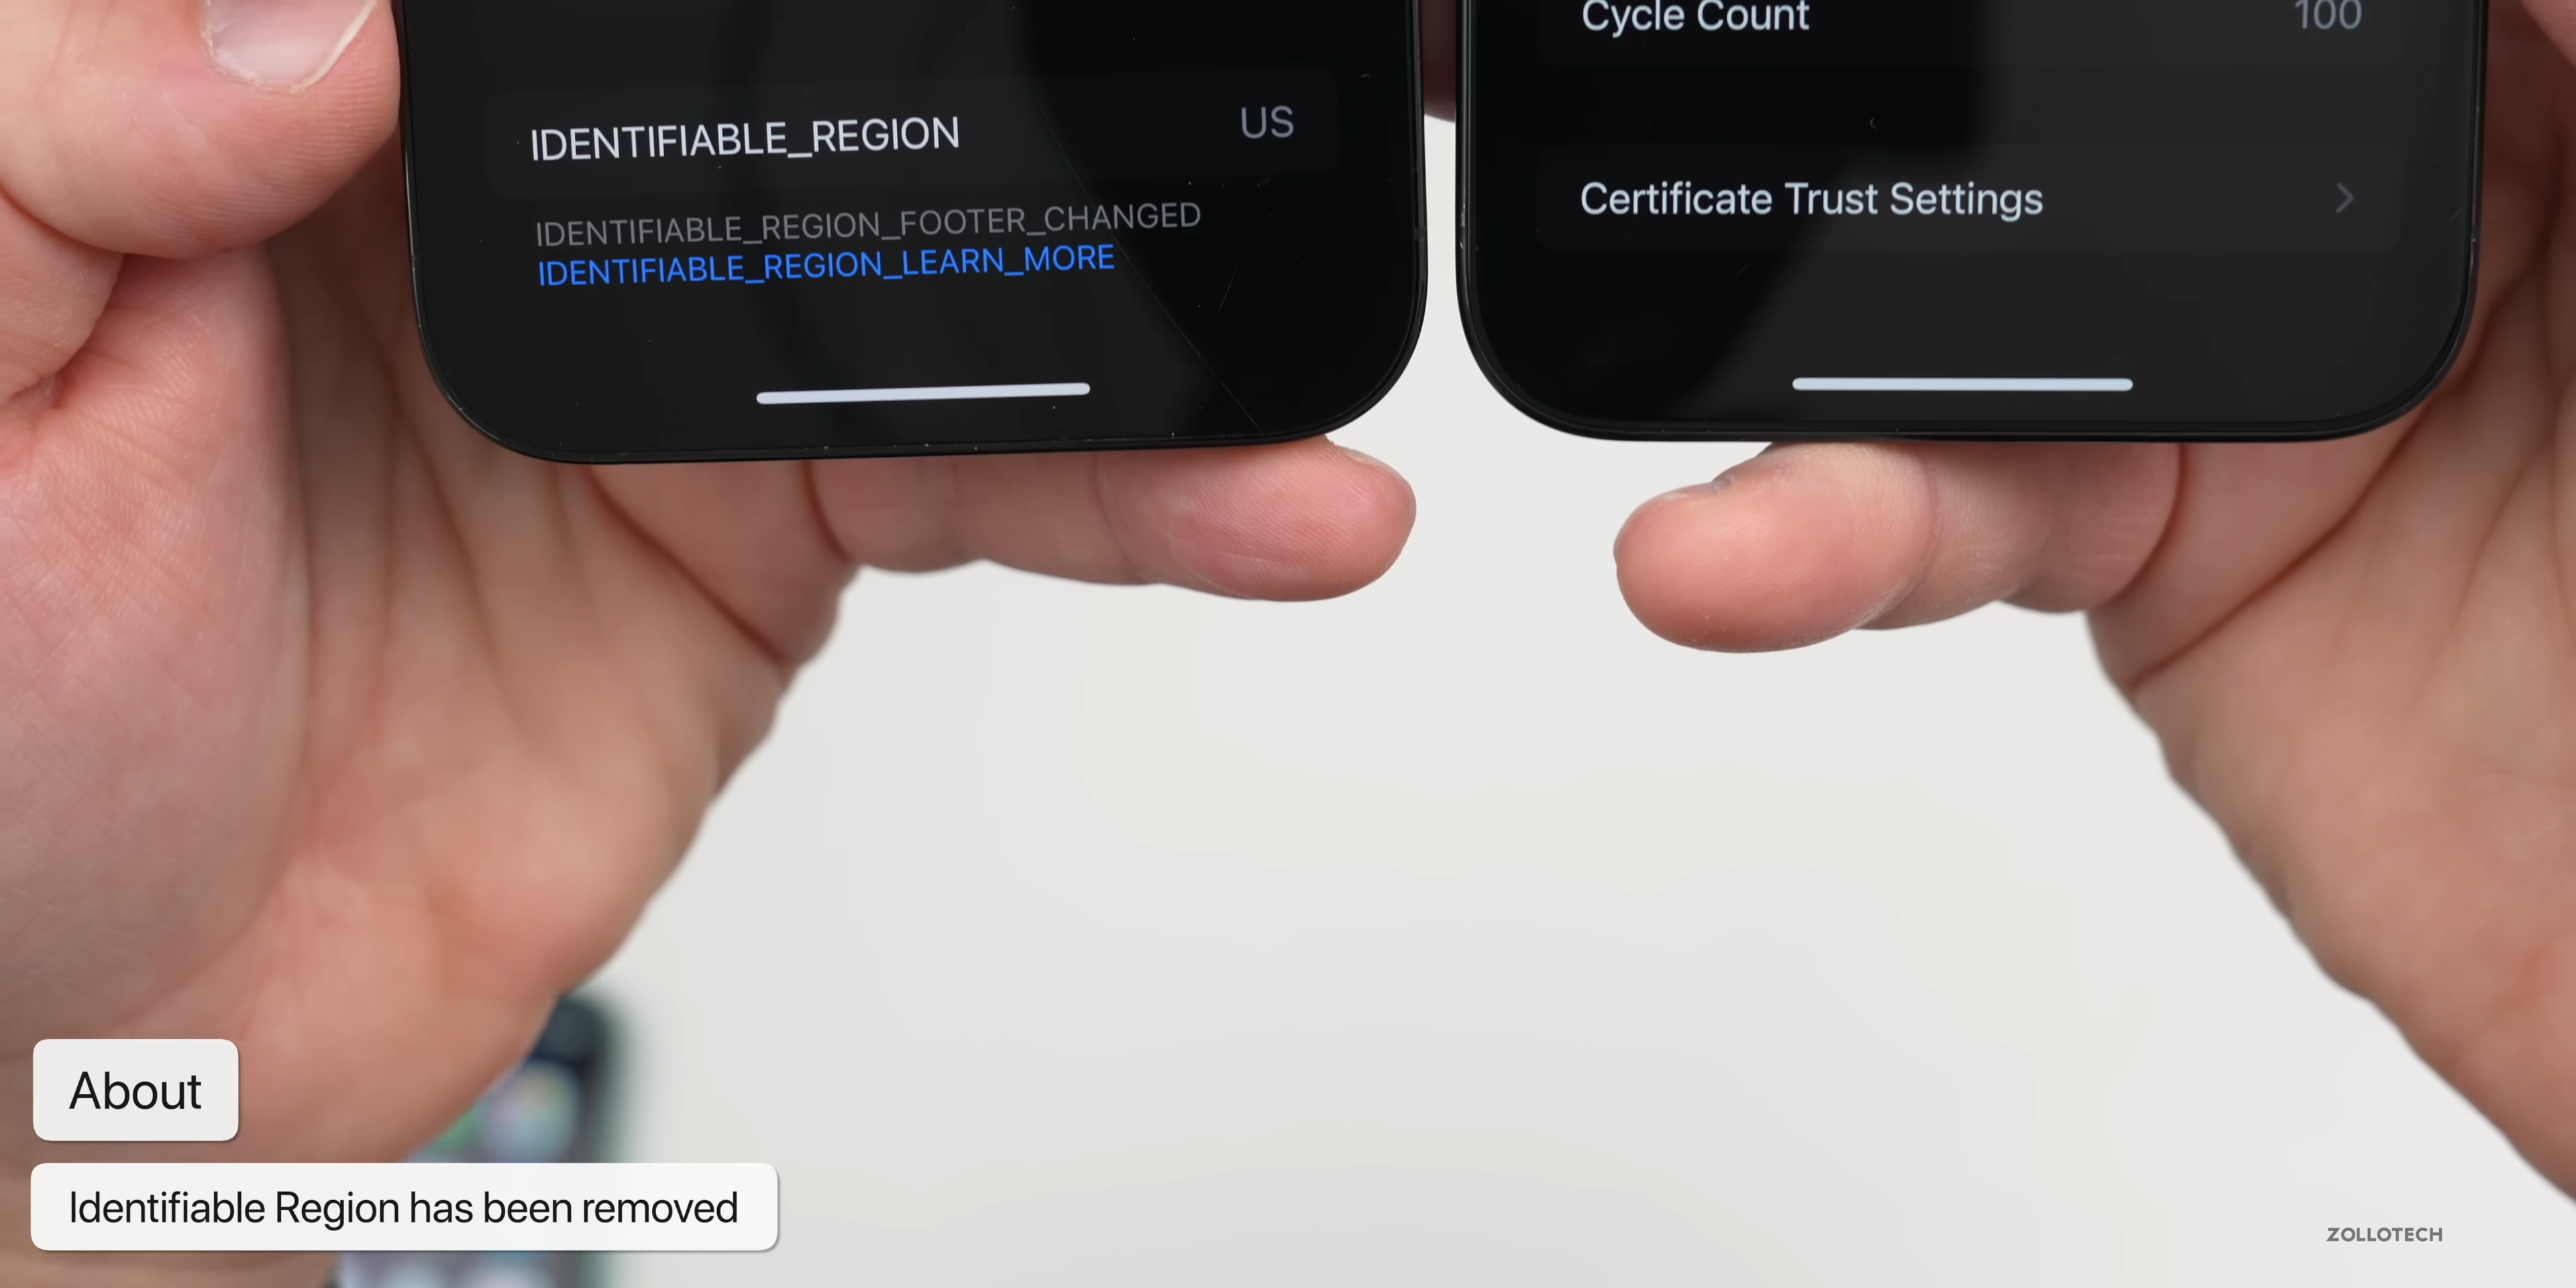 IDENTIFIABLE_REGION US
IDENTIFIABLE_REGION_FOOTER_CHANGED
IDENTIFIABLE_REGION_LEARN_MORE
Cycle Count 100
Certificate Trust Settings
About
Identifiable Region has been removed
ZOLLOTECH